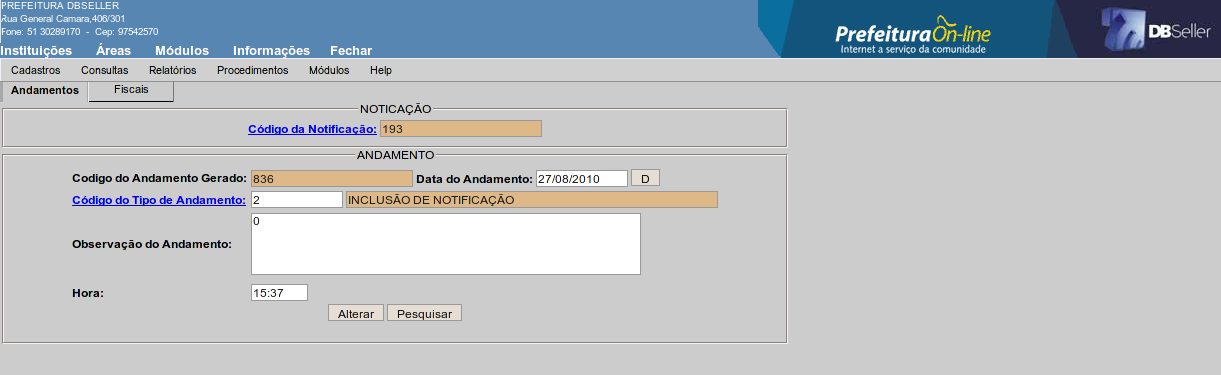 PREFEITURA DBSELLER
Rua General Camara,406/301
Fone: 51 30289170 - Cep: 97542570
Prefeitura On-line
Internet a serviço da comunidade
DBSeller
Instituições Áreas Módulos Informações Fechar
Cadastros Consultas Relatórios Procedimentos Módulos Help
Andamentos Fiscais
NOTICAÇÃO
Código da Notificação: 193
ANDAMENTO
Codigo do Andamento Gerado: 836 Data do Andamento: 27/08/2010 D
Código do Tipo de Andamento: 2 INCLUSÃO DE NOTIFICAÇÃO
0
Observação do Andamento:
Hora: 15:37
Alterar Pesquisar